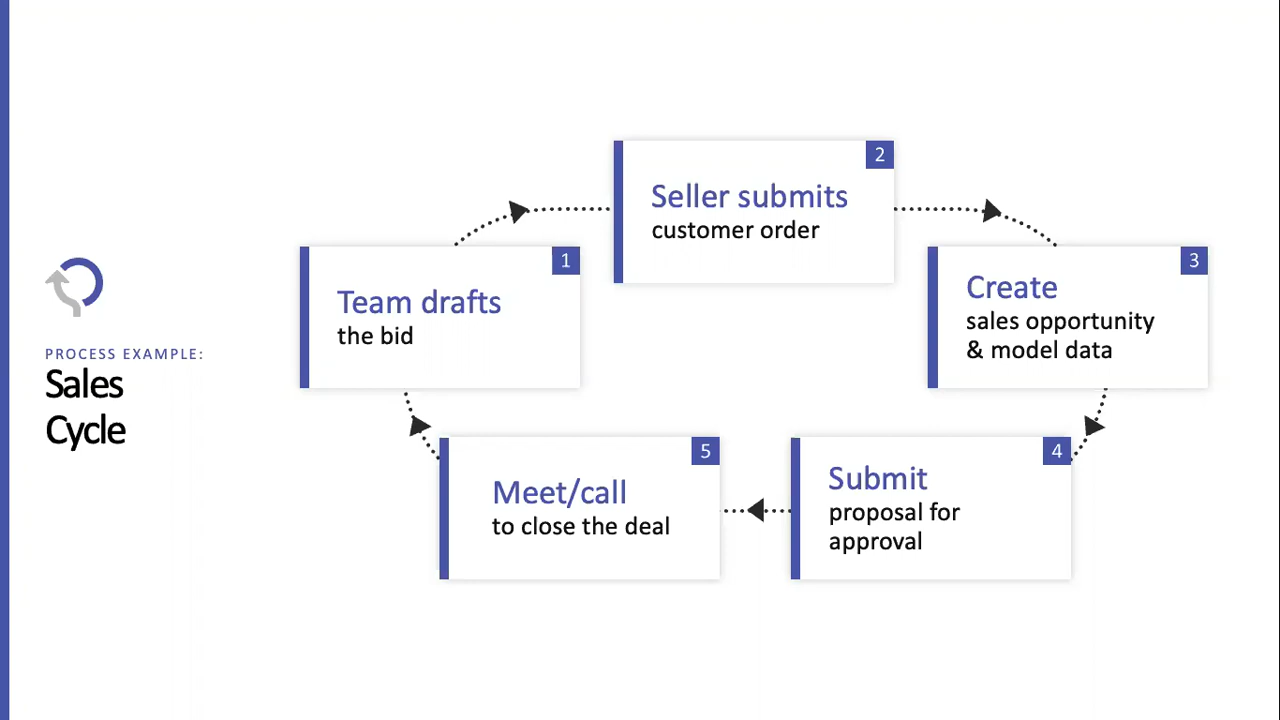 PROCESS EXAMPLE:
Sales
Cycle
1
Team drafts
the bid
2
Seller submits
customer order
3
Create
sales opportunity
& model data
4
Submit
proposal for
approval
5
Meet/call
to close the deal